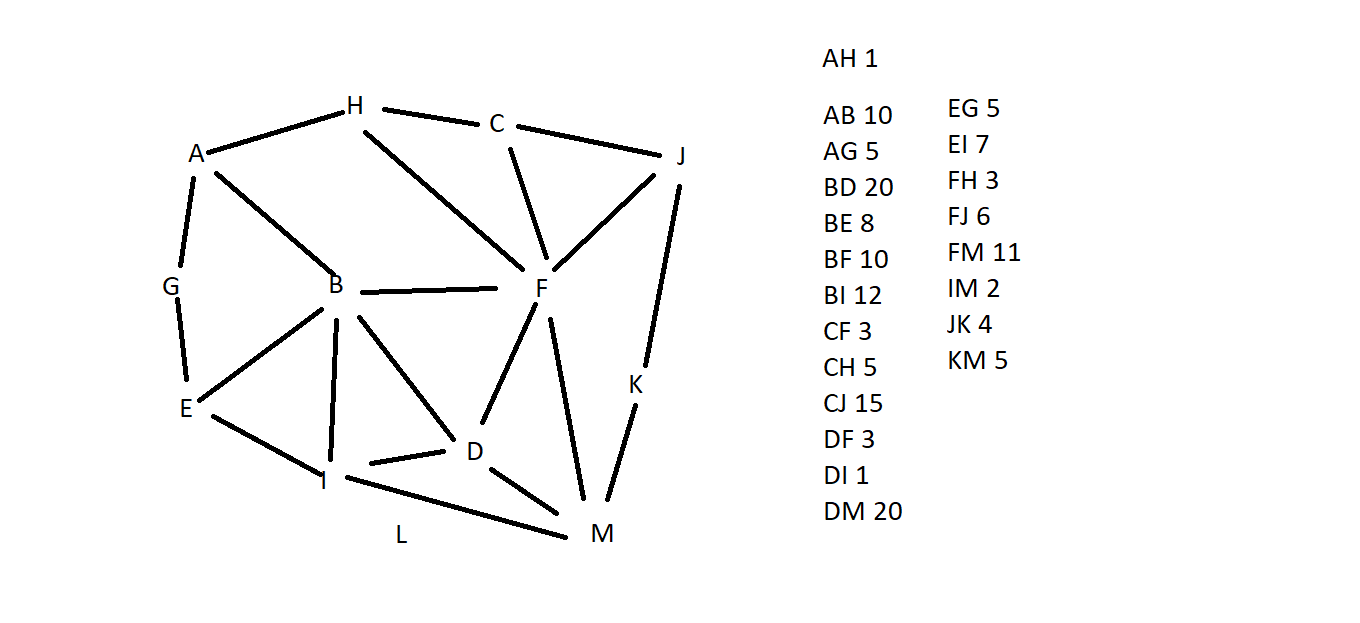 H
C
A
J
G
B
F
K
E
D
I
L
M
AH 1
AB 10
AG 5
BD 20
BE 8
BF 10
BI 12
CF 3
CH 5
CJ 15
DF 3
DI 1
DM 20
EG 5
EI 7
FH 3
FJ 6
FM 11
IM 2
JK 4
KM 5